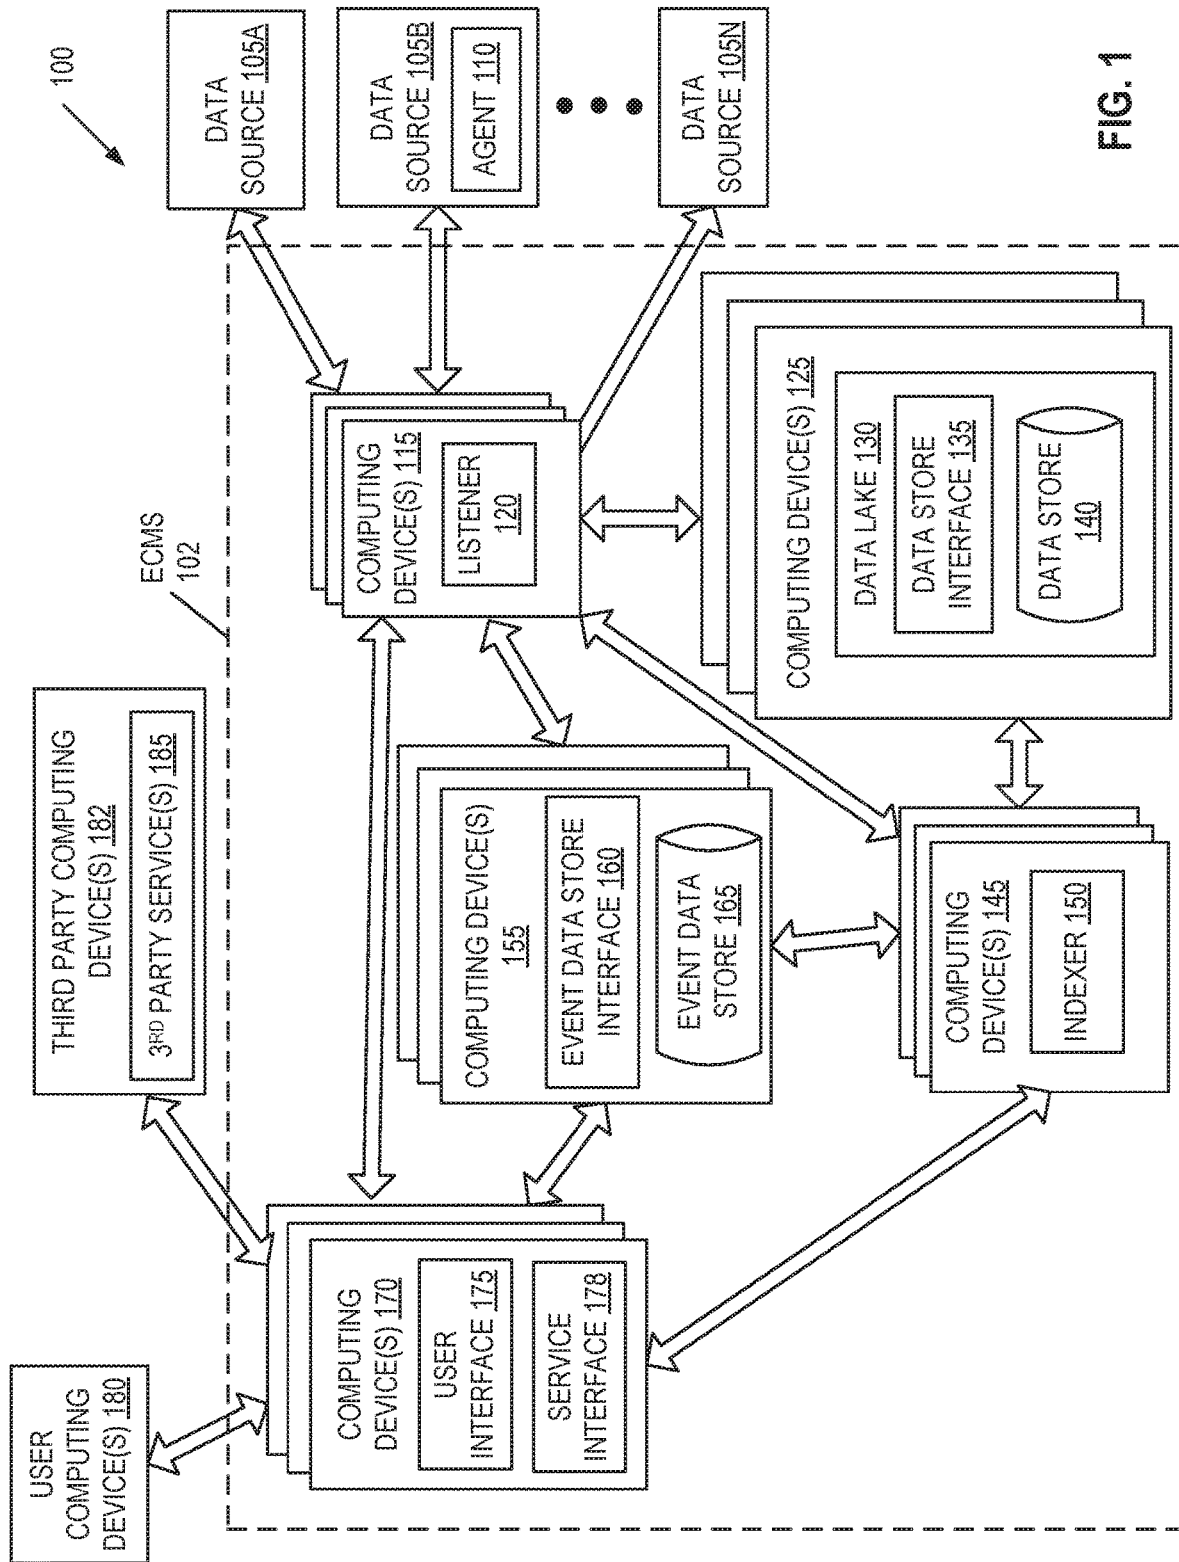 100
DATA
SOURCE 105A
DATA
SOURCE 105B
AGENT 110
DATA
SOURCE 105N
FIG. 1
ECMS
102
COMPUTING
DEVICE(S) 115
LISTENER
120
COMPUTING DEVICE(S) 125
DATA LAKE 130
DATA STORE
INTERFACE 135
DATA STORE
140
THIRD PARTY COMPUTING
DEVICE(S) 182
3RD PARTY SERVICE(S) 185
COMPUTING DEVICE(S)
155
EVENT DATA STORE
INTERFACE 160
EVENT DATA
STORE 165
COMPUTING
DEVICE(S) 145
INDEXER 150
USER
COMPUTING
DEVICE(S) 180
COMPUTING
DEVICE(S) 170
USER
INTERFACE 175
SERVICE
INTERFACE 178